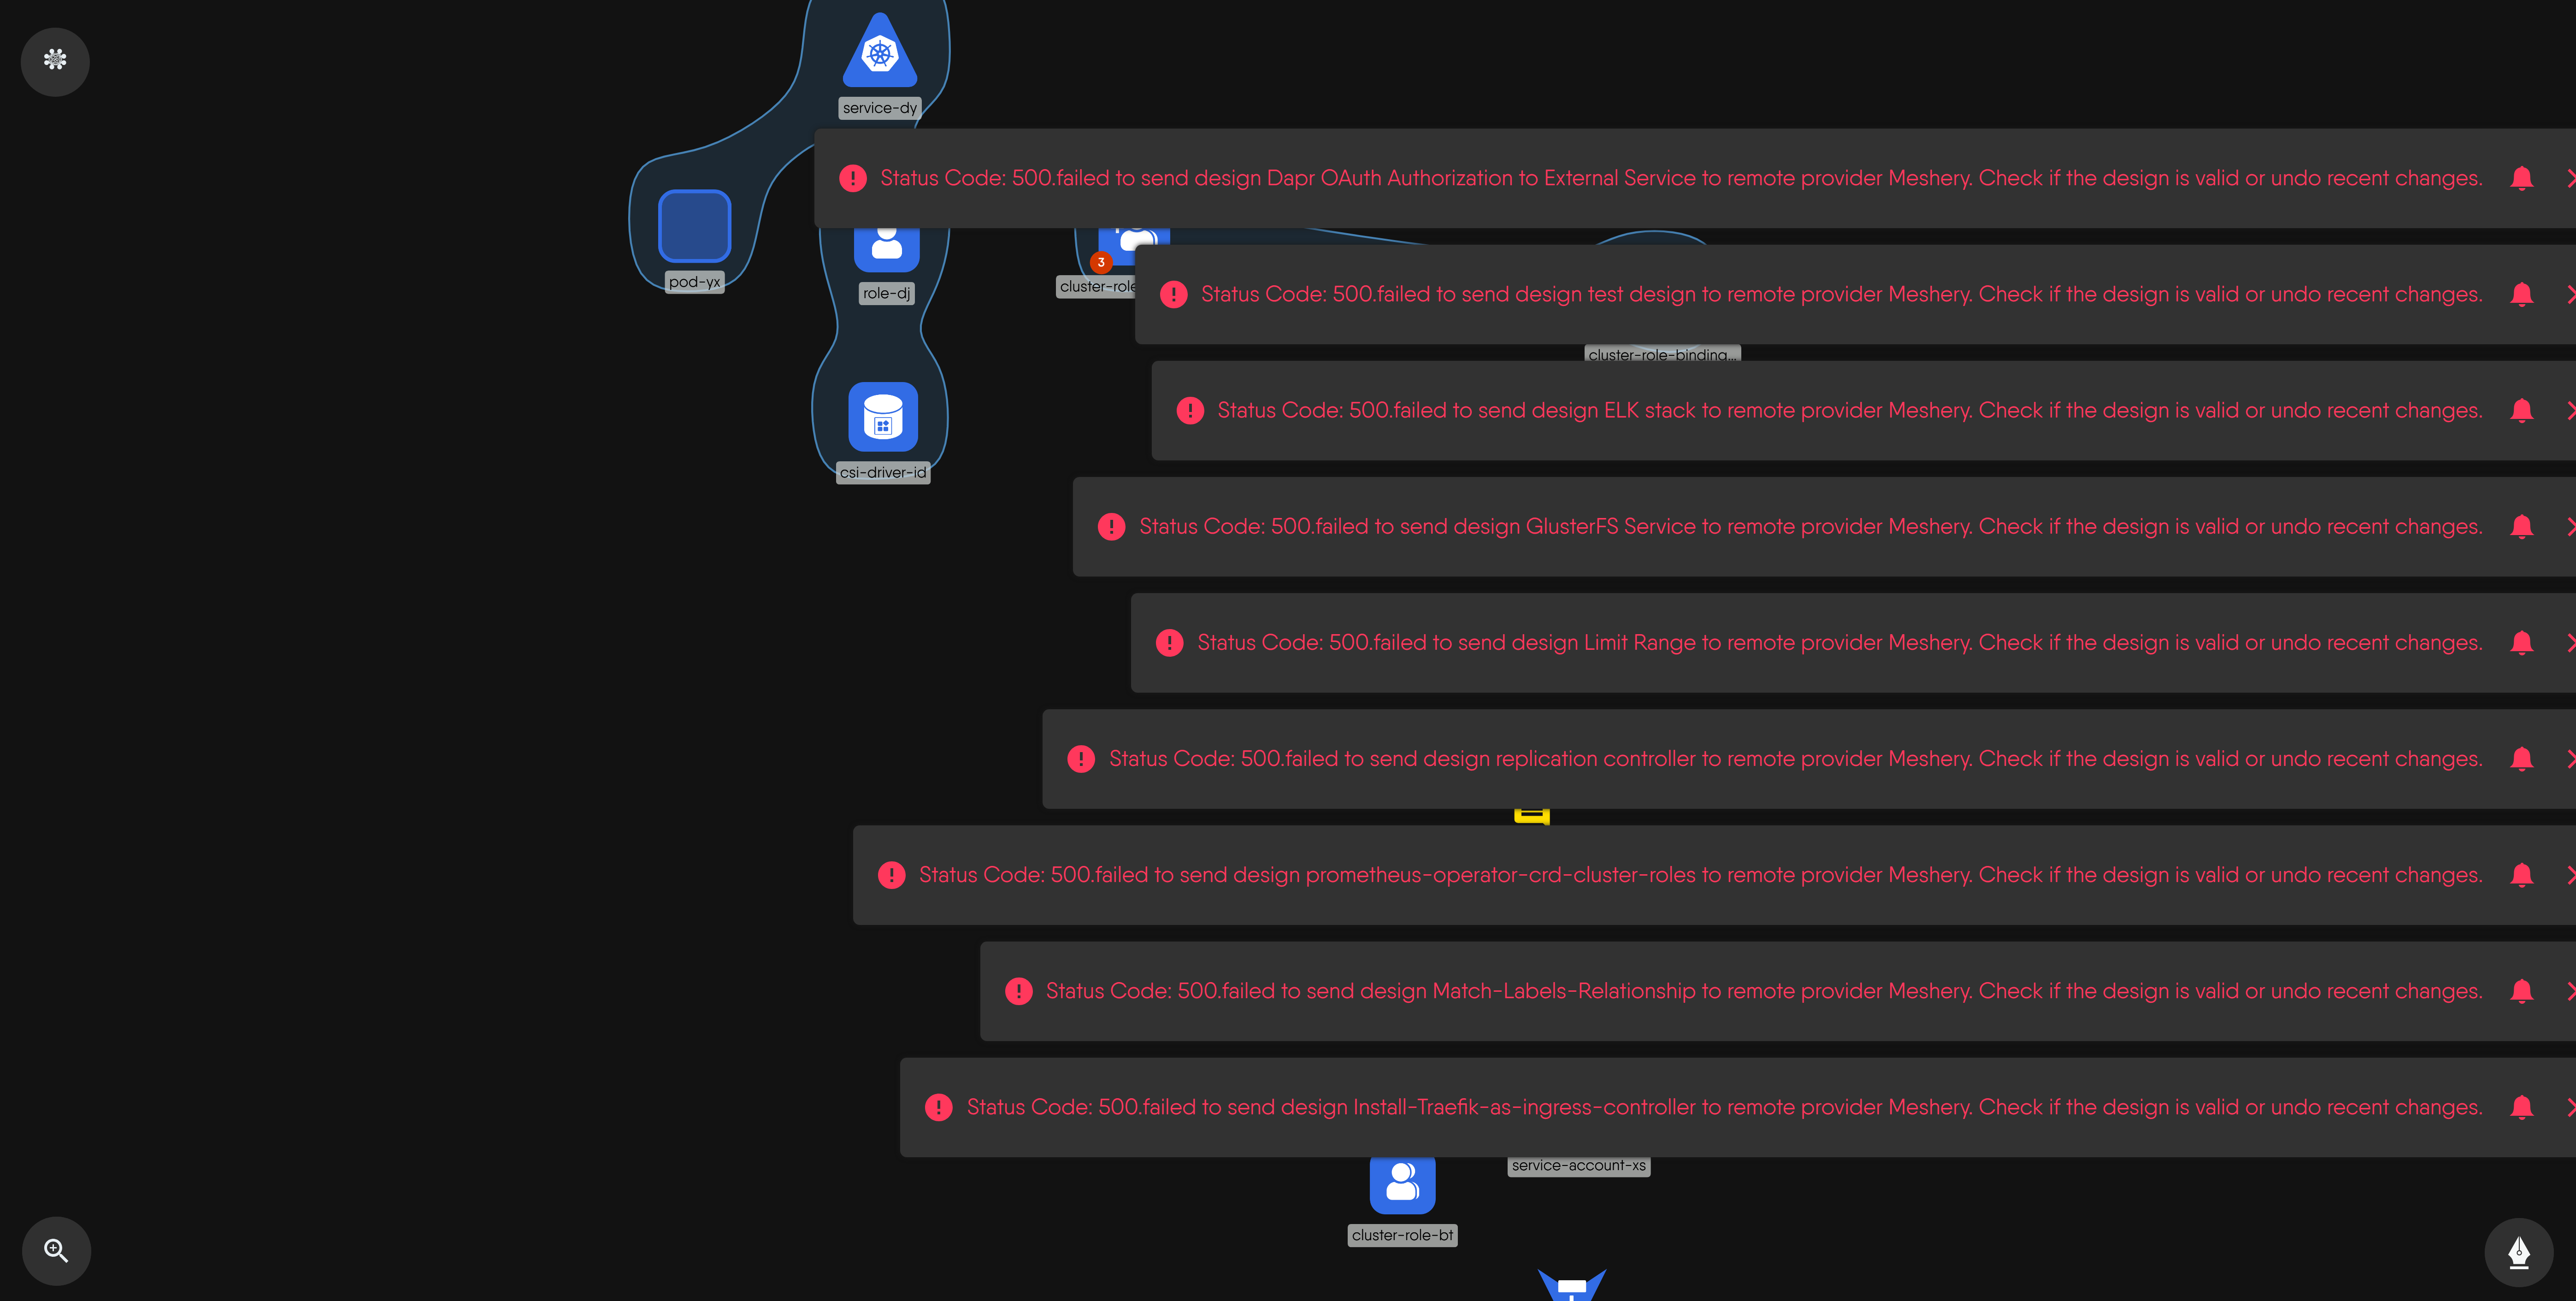 service-dy
Status Code: 500.failed to send design Dapr OAuth Authorization to External Service to remote provider Meshery. Check if the design is valid or undo recent changes.
3
pod-yx
role-dj
cluster-role
Status Code: 500.failed to send design test design to remote provider Meshery. Check if the design is valid or undo recent changes.
cluster-role-binding...
Status Code: 500.failed to send design ELK stack to remote provider Meshery. Check if the design is valid or undo recent changes.
csi-driver-id
Status Code: 500.failed to send design GlusterFS Service to remote provider Meshery. Check if the design is valid or undo recent changes.
Status Code: 500.failed to send design Limit Range to remote provider Meshery. Check if the design is valid or undo recent changes.
Status Code: 500.failed to send design replication controller to remote provider Meshery. Check if the design is valid or undo recent changes.
Status Code: 500.failed to send design prometheus-operator-crd-cluster-roles to remote provider Meshery. Check if the design is valid or undo recent changes.
Status Code: 500.failed to send design Match-Labels-Relationship to remote provider Meshery. Check if the design is valid or undo recent changes.
Status Code: 500.failed to send design Install-Traefik-as-ingress-controller to remote provider Meshery. Check if the design is valid or undo recent changes.
service-account-xs
cluster-role-bt